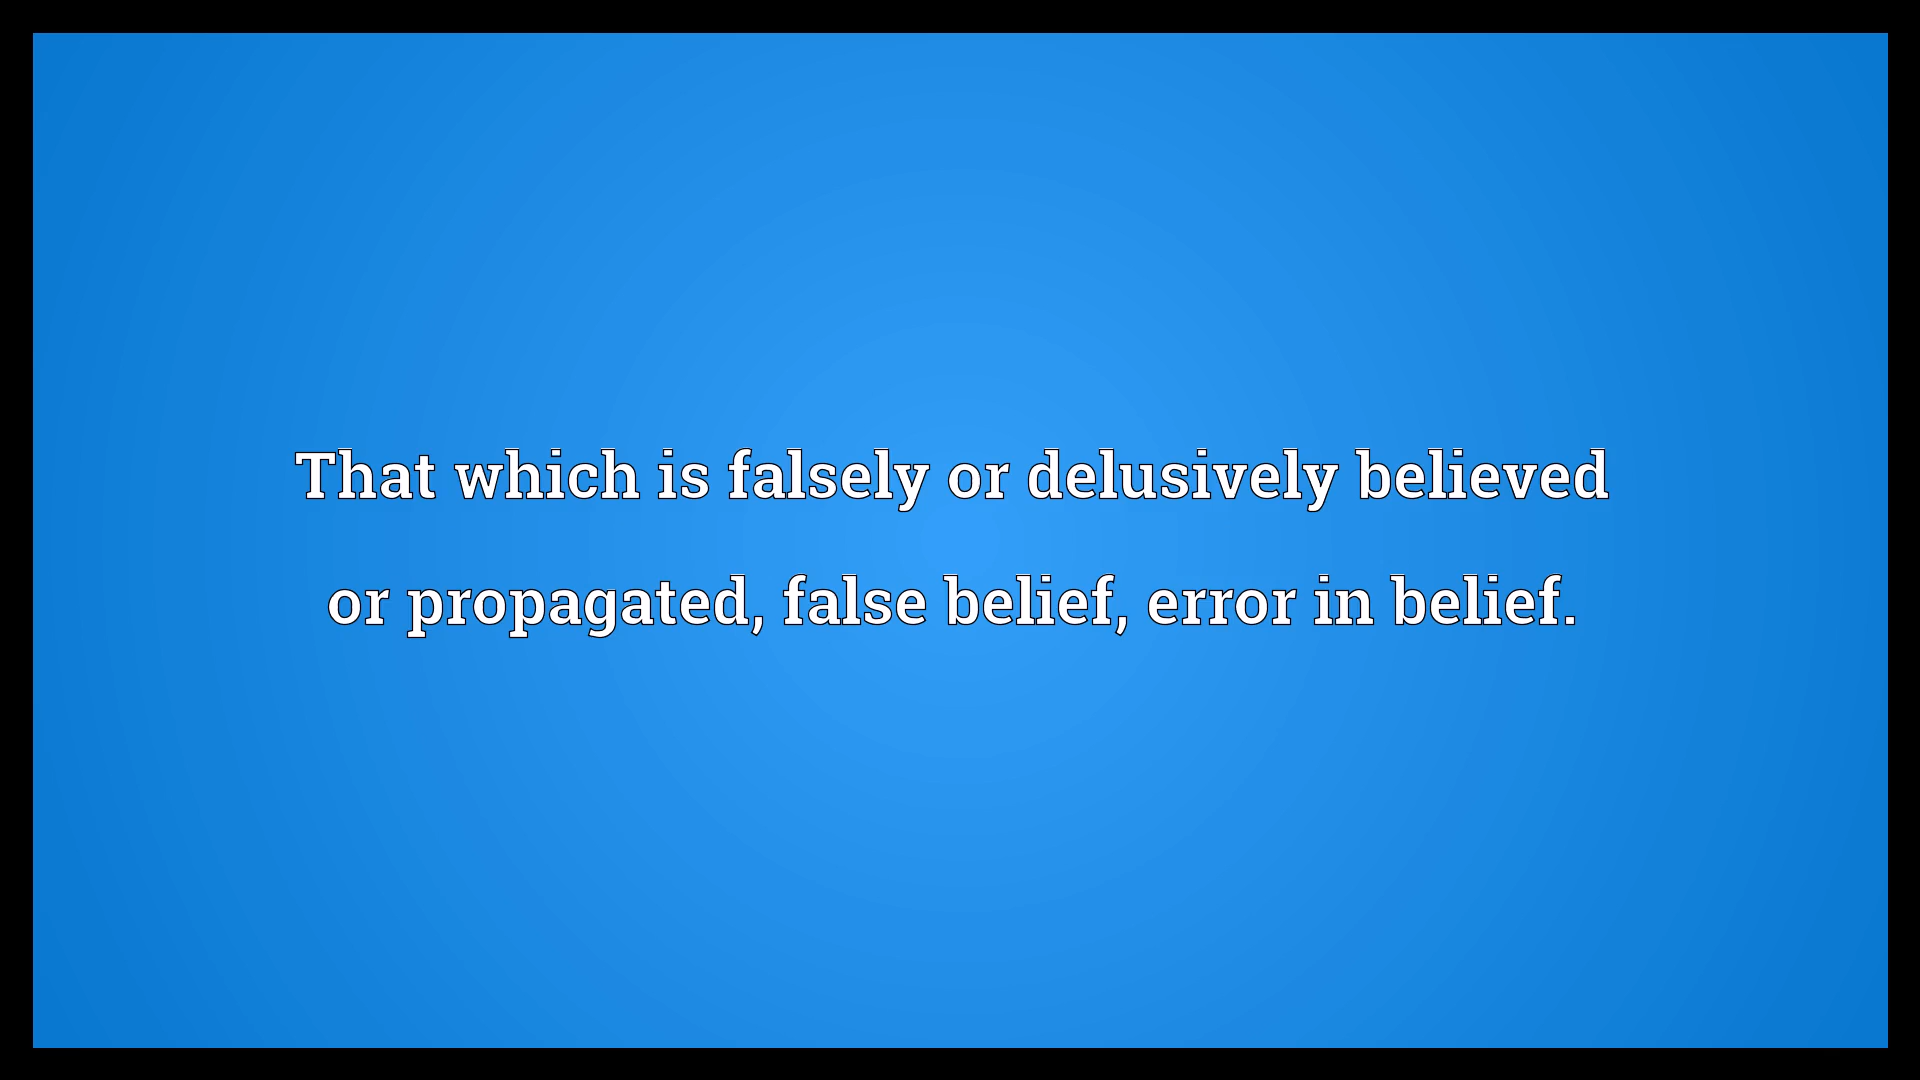 That which is falsely or delusively believed
or propagated, false belief, error in belief.